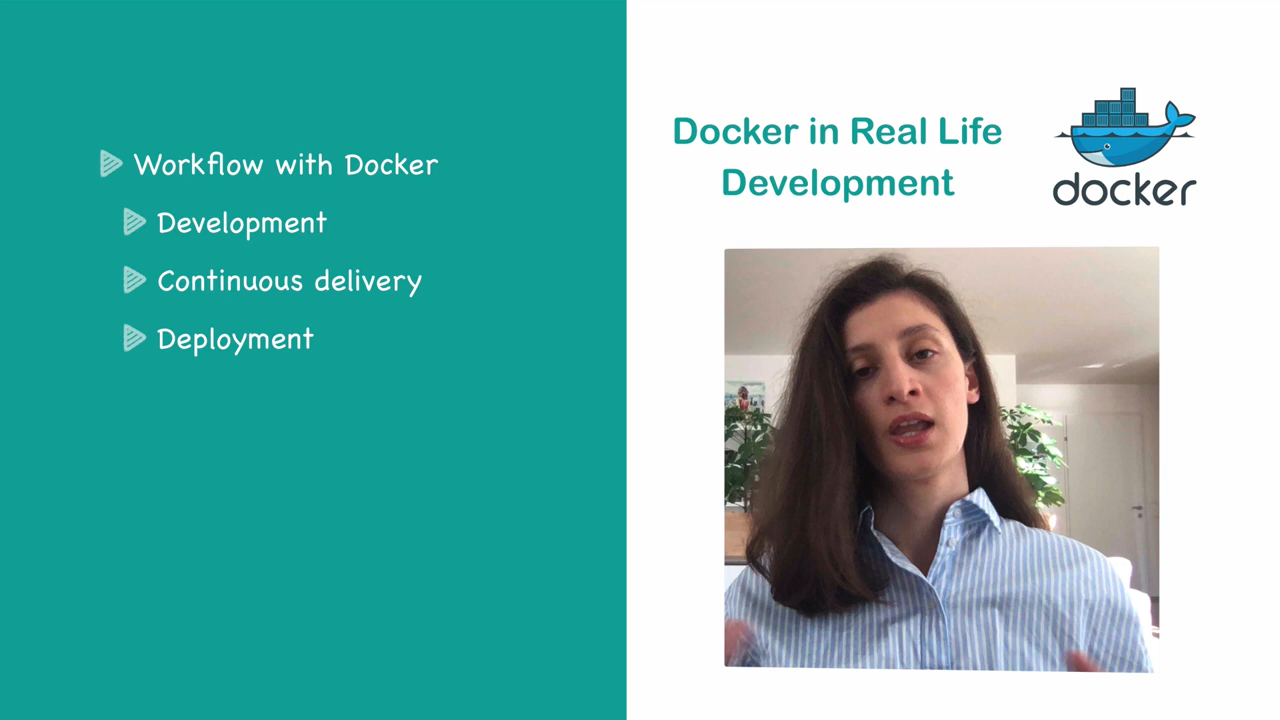 Workflow with Docker
Development
Continuous delivery
Deployment
Docker in Real Life
Development
docker